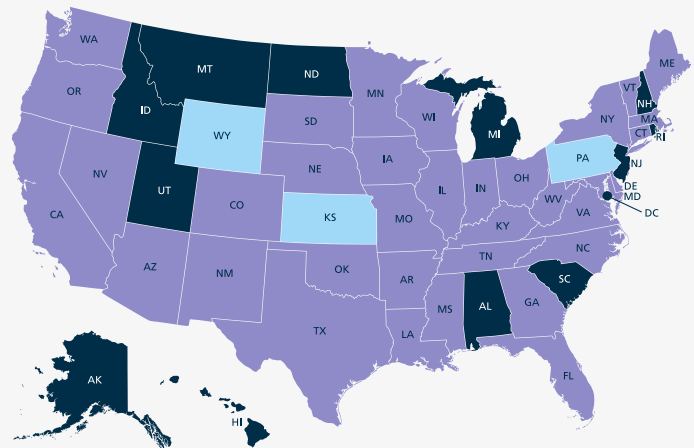 WA
ME
MT
ND
VT
MN
OR
NH
ID
WI
MA
SD
NY
CT
RI
WY
MI
PA
IA
NJ
NE
NV
OH
DE
UT
IL
IN
MD
CO
WV
DC
CA
KS
MO
VA
KY
NC
TN
AZ
OK
NM
AR
SC
MS
AL
GA
TX
LA
FL
AK
HI